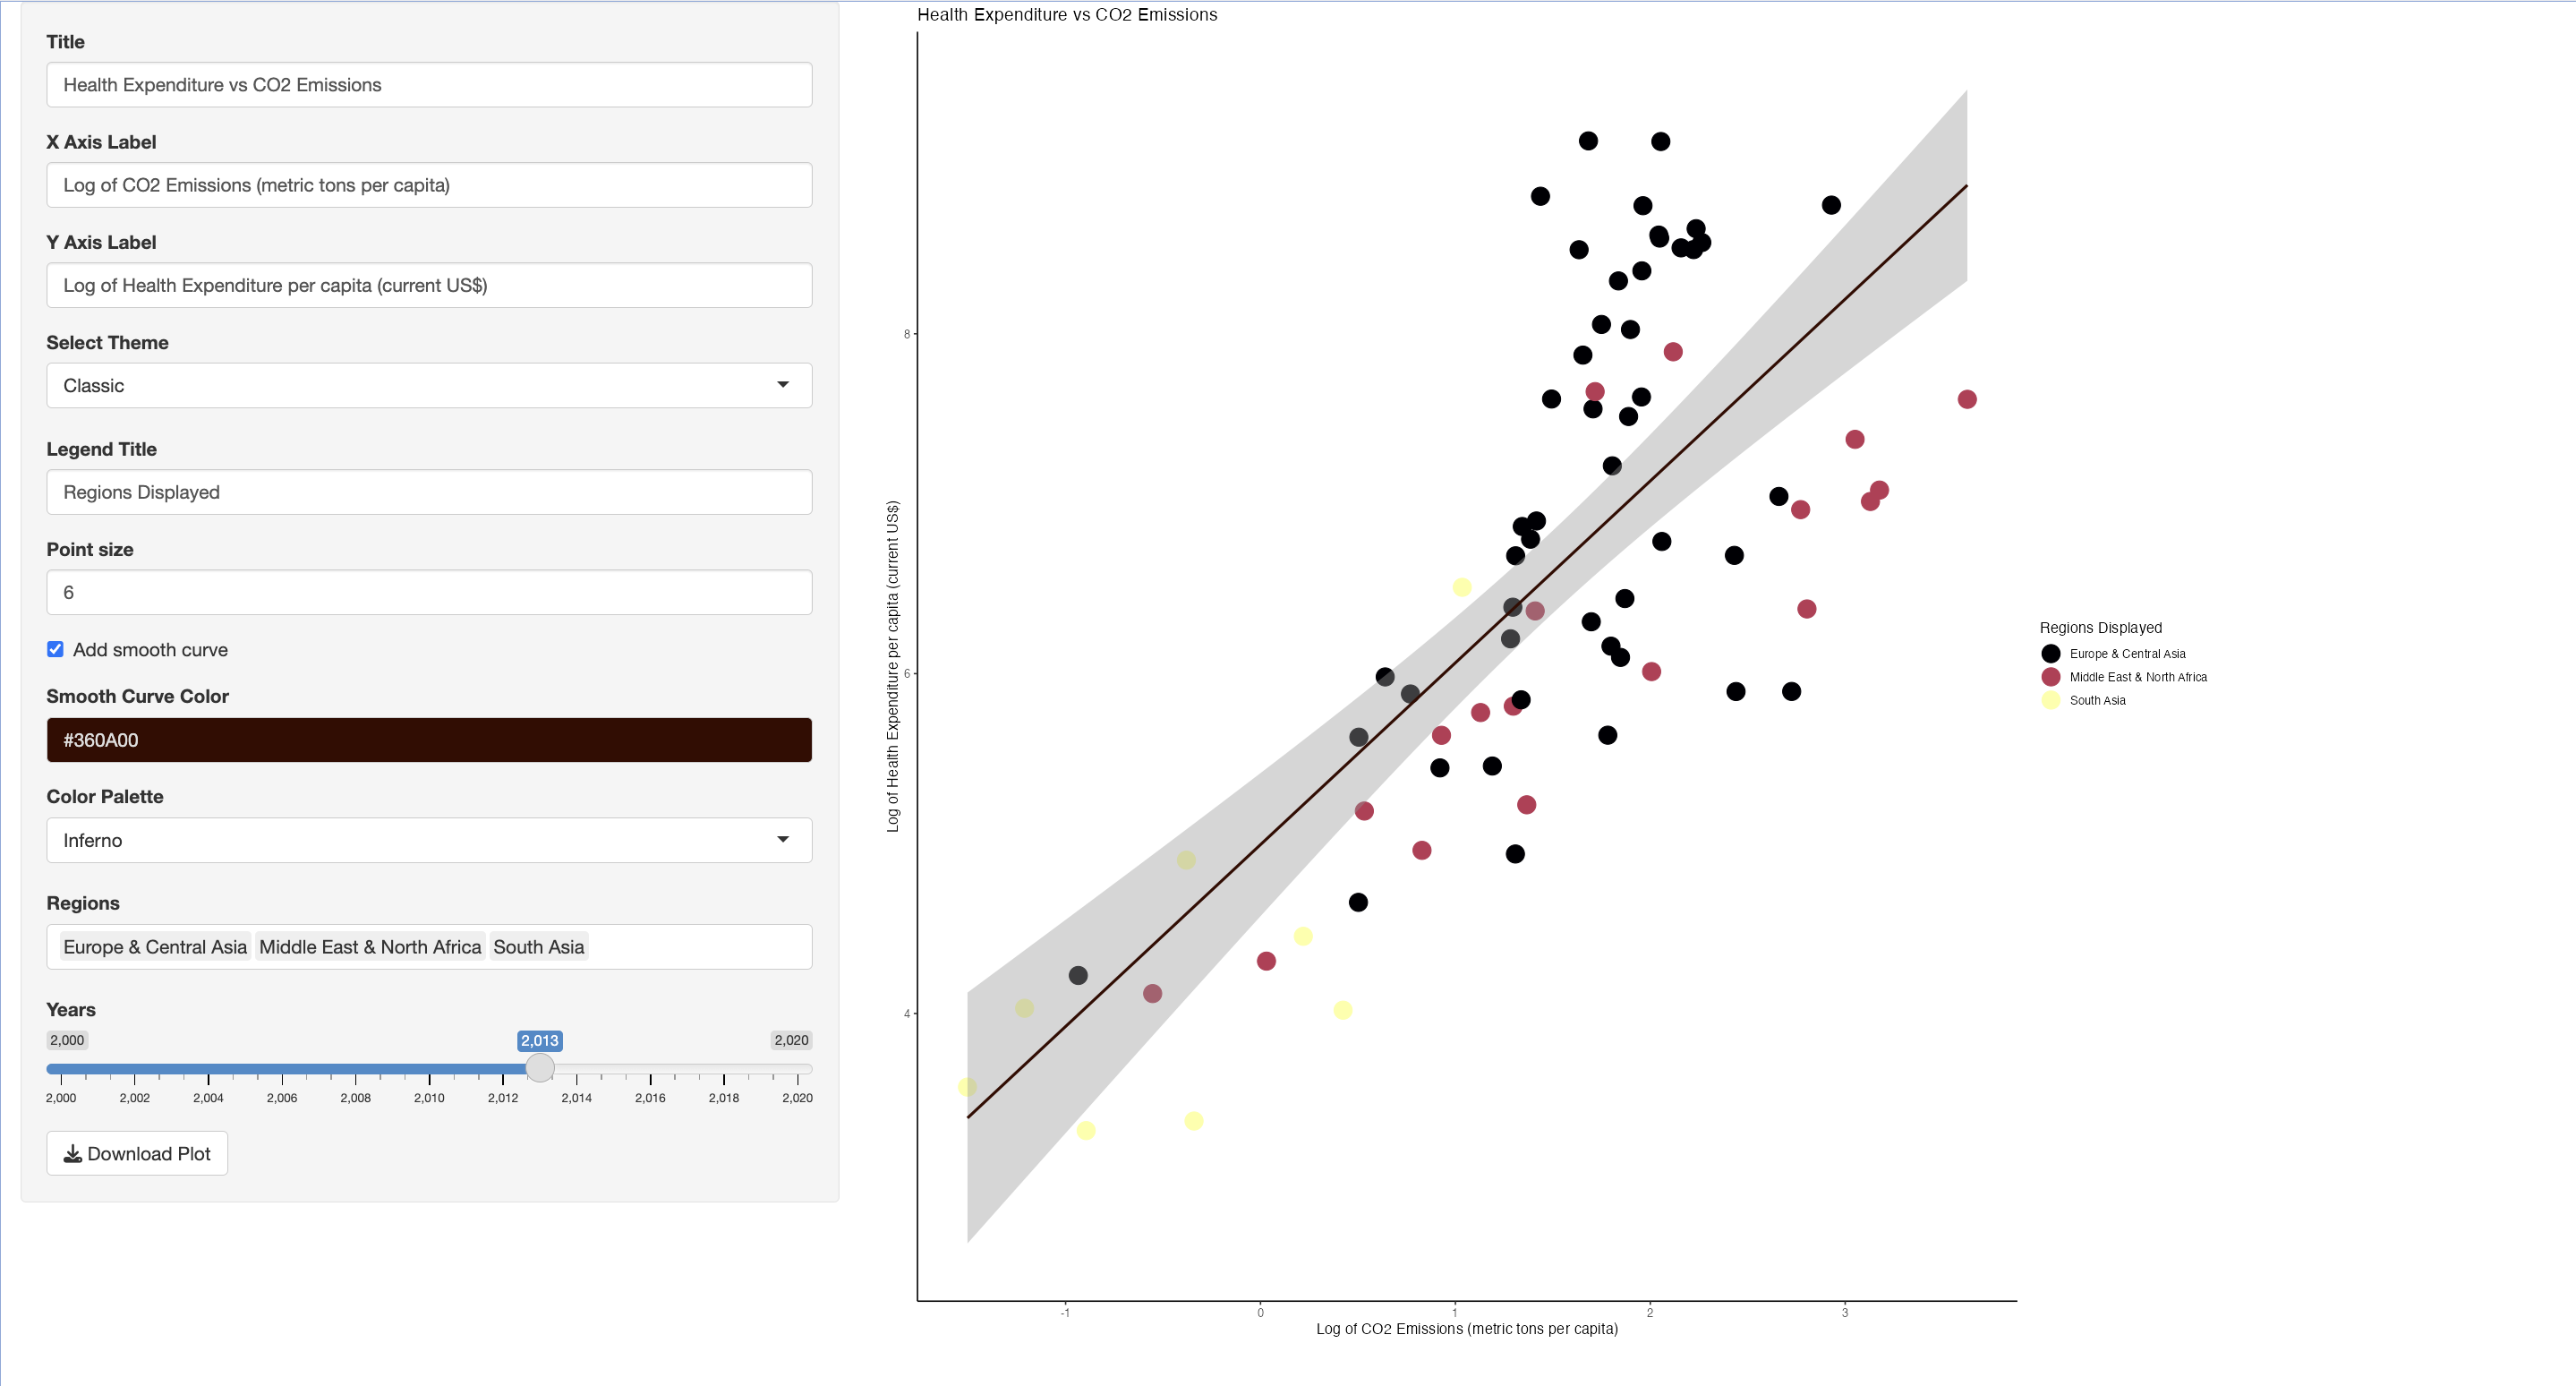 Title
Health Expenditure vs CO2 Emissions
X Axis Label
Log of CO2 Emissions (metric tons per capita)
Y Axis Label
Log of Health Expenditure per capita (current US$)
Select Theme
Classic
Legend Title
Regions Displayed
Point size
6
Add smooth curve
Smooth Curve Color
#360A00
Color Palette
Inferno
Regions
Europe & Central Asia Middle East & North Africa South Asia
Years
2,000 2,013 2,020
2,000 2,002 2,004 2,006 2,008 2,010 2,012 2,014 2,016 2,018 2,020
Download Plot
Health Expenditure vs CO2 Emissions
Log of Health Expenditure per capita (current US$)
8
6
4
-1 0 1 2 3
Log of CO2 Emissions (metric tons per capita)
Regions Displayed
Europe & Central Asia
Middle East & North Africa
South Asia